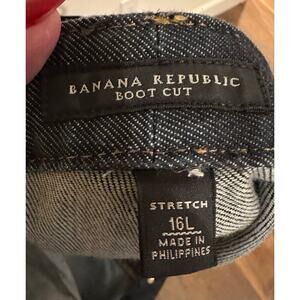 BANANA REPUBLIC
BOOT CUT
STRETCH
16L
MADE IN
PHILIPPINES